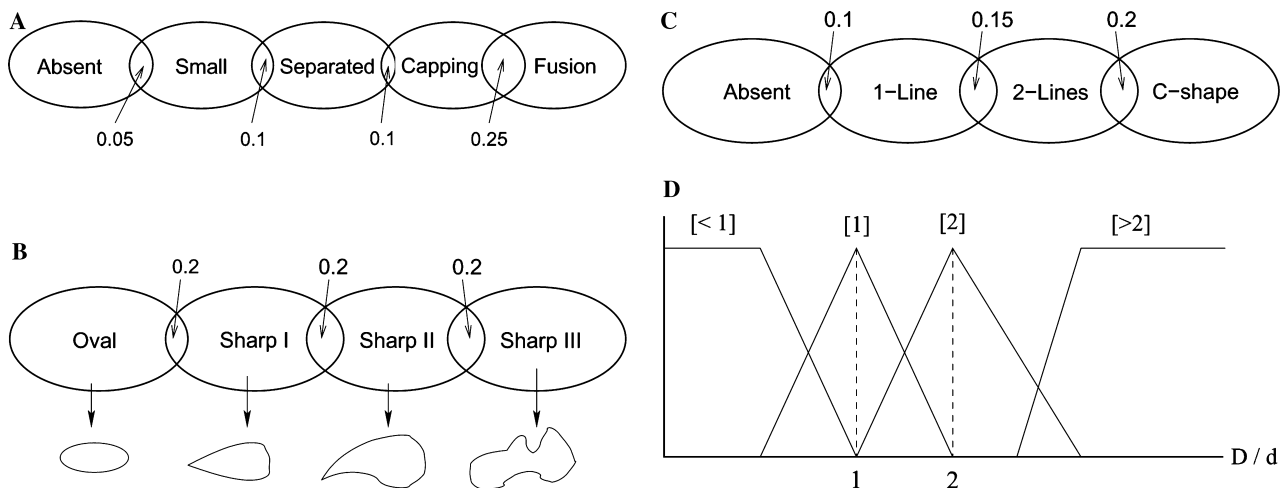 A
Absent Small Separated Capping Fusion
0.05 0.1 0.1 0.25
B
0.2 0.2 0.2
Oval Sharp I Sharp II Sharp III
C
0.1 0.15 0.2
Absent 1−Line 2−Lines C−shape
D
[< 1] [1] [2] [>2]
D / d
1 2